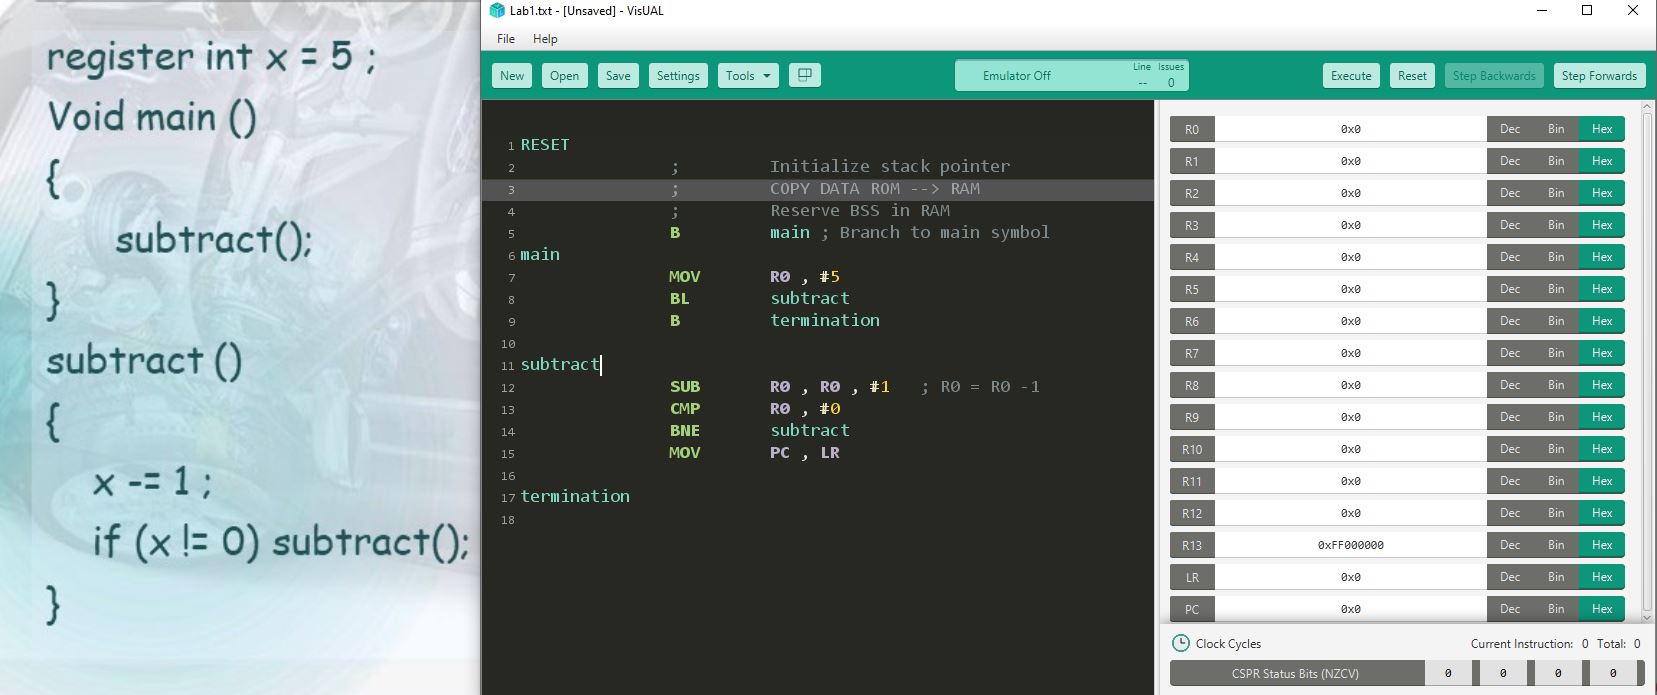 register int x = 5 ;
Void main ()
{
subtract();
}
subtract ()
{
x -= 1 ;
if (x != 0) subtract();
}
Lab1.txt - [Unsaved] - VisUAL
File Help
New Open Save Settings Tools
Emulator Off
Line Issues
-- 0
Execute Reset Step Backwards Step Forwards
1 RESET
2 ; Initialize stack pointer
3 ; COPY DATA ROM --> RAM
4 ; Reserve BSS in RAM
5 B main ; Branch to main symbol
6 main
7 MOV R0 , #5
8 BL subtract
9 B termination
10
11 subtract
12 SUB R0 , R0 , #1 ; R0 = R0 -1
13 CMP R0 , #0
14 BNE subtract
15 MOV PC , LR
16
17 termination
18
R0 0x0 Dec Bin Hex
R1 0x0 Dec Bin Hex
R2 0x0 Dec Bin Hex
R3 0x0 Dec Bin Hex
R4 0x0 Dec Bin Hex
R5 0x0 Dec Bin Hex
R6 0x0 Dec Bin Hex
R7 0x0 Dec Bin Hex
R8 0x0 Dec Bin Hex
R9 0x0 Dec Bin Hex
R10 0x0 Dec Bin Hex
R11 0x0 Dec Bin Hex
R12 0x0 Dec Bin Hex
R13 0xFF000000 Dec Bin Hex
LR 0x0 Dec Bin Hex
PC 0x0 Dec Bin Hex
Clock Cycles Current Instruction: 0 Total: 0
CSPR Status Bits (NZCV) 0 0 0 0